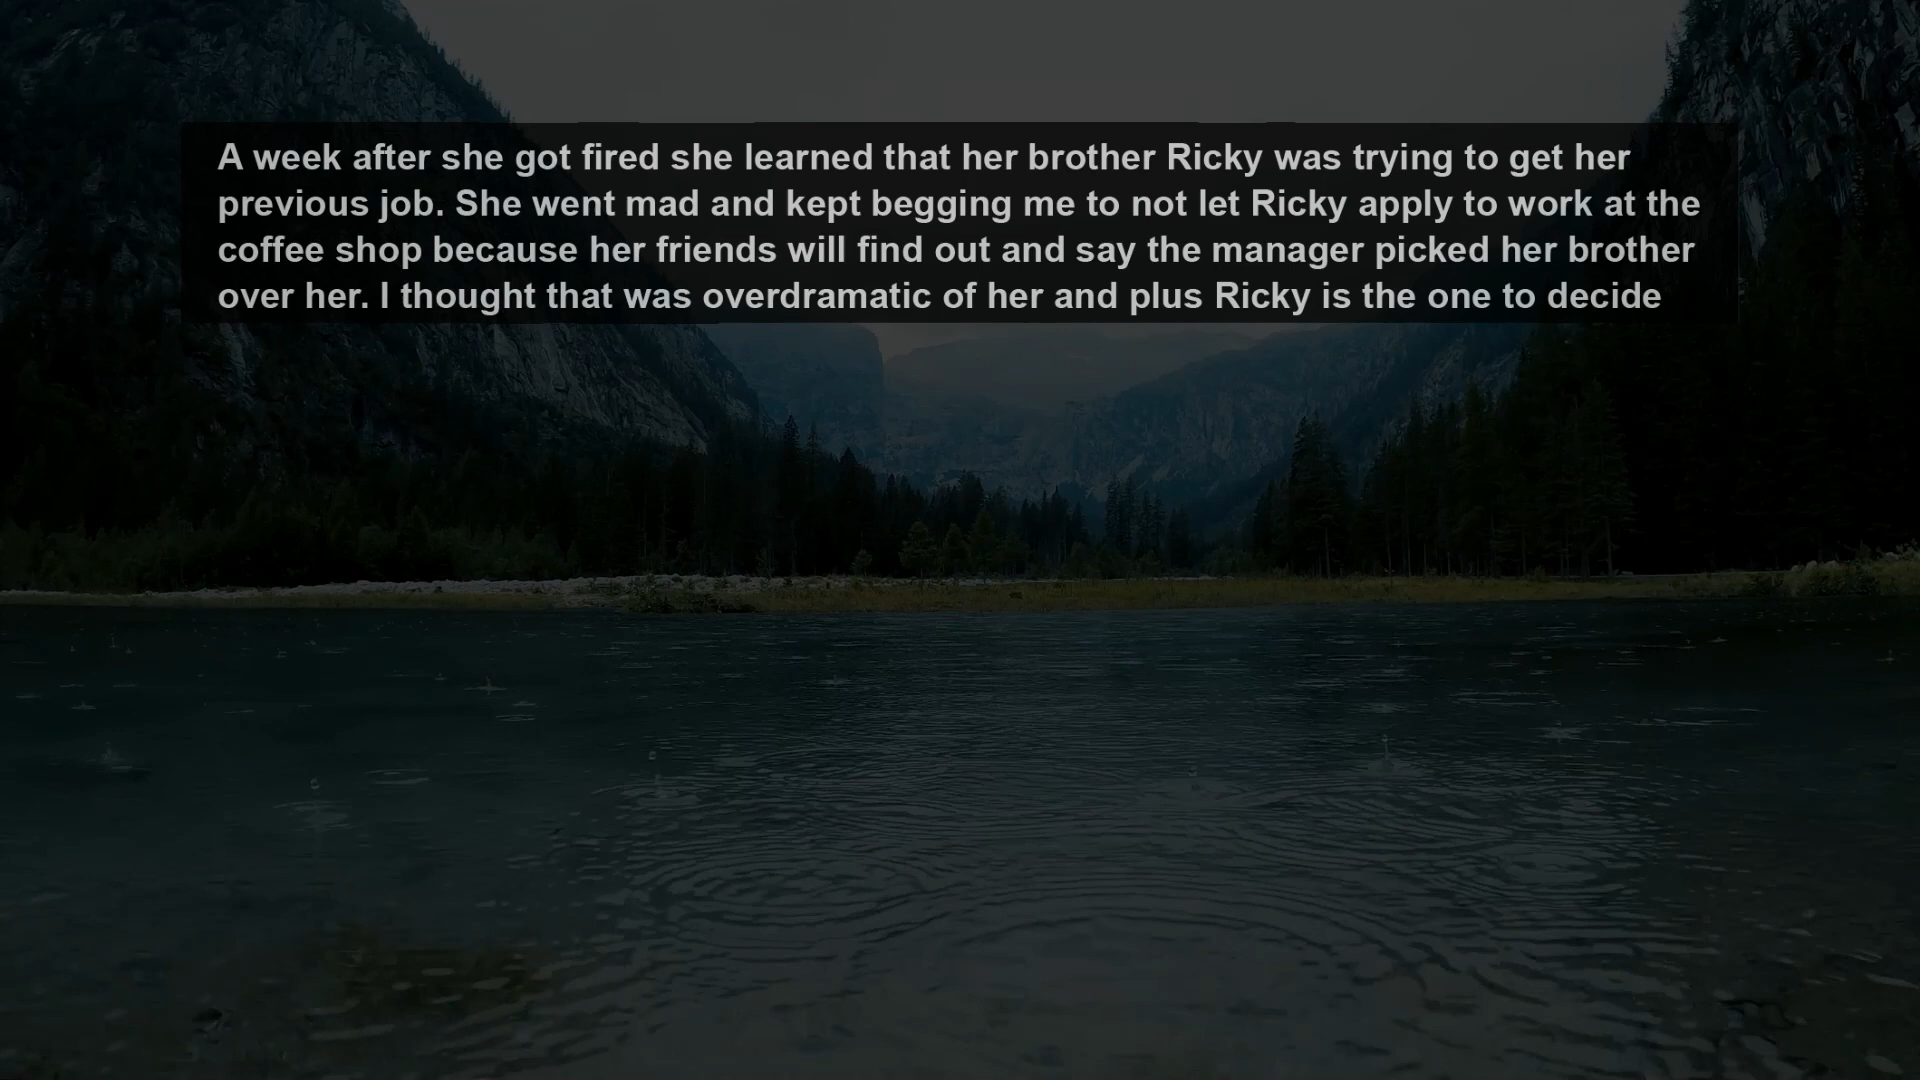 A week after she got fired she learned that her brother Ricky was trying to get her
previous job. She went mad and kept begging me to not let Ricky apply to work at the
coffee shop because her friends will find out and say the manager picked her brother
over her. I thought that was overdramatic of her and plus Ricky is the one to decide